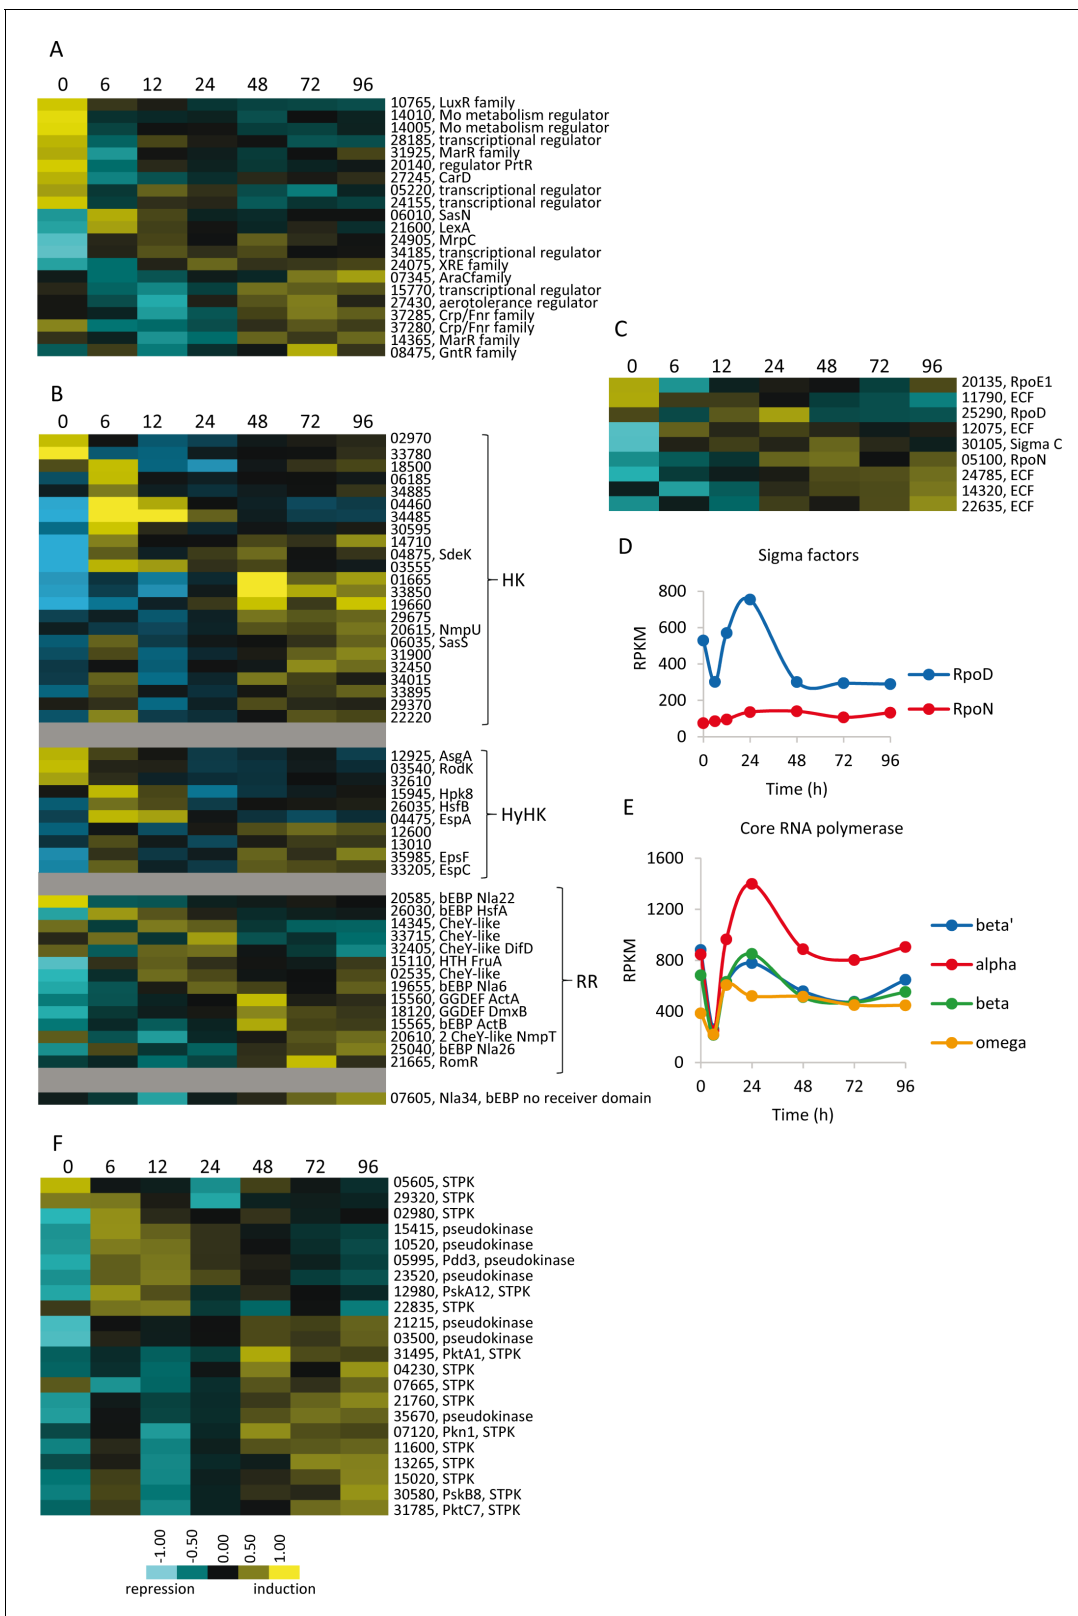 A
0 6 12 24 48 72 96
10765, LuxR family
14010, Mo metabolism regulator
14005, Mo metabolism regulator
28185, transcriptional regulator
31925, MarR family
20140, regulator PrtR
27245, CarD
05220, transcriptional regulator
24155, transcriptional regulator
06010, SasN
21600, LexA
24905, MrpC
34185, transcriptional regulator
24075, XRE family
07345, AraCfamily
15770, transcriptional regulator
27430, aerotolerance regulator
37285, Crp/Fnr family
37280, Crp/Fnr family
14365, MarR family
08475, GntR family
B
0 6 12 24 48 72 96
02970
33780
18500
06185
34885
04460
34485
30595
14710
04875, SdeK
03555
01665
33850
19660
29675
20615, NmpU
06035, SasS
31900
32450
34015
33895
29370
22220
HK
12925, AsgA
03540, RodK
32610
15945, Hpk8
26035, HsfB
04475, EspA
12600
13010
35985, EpsF
33205, EspC
HyHK
20585, bEBP Nla22
26030, bEBP HsfA
14345, CheY-like
33715, CheY-like
32405, CheY-like DifD
15110, HTH FruA
02535, CheY-like
19655, bEBP Nla6
15560, GGDEF ActA
18120, GGDEF DmxB
15565, bEBP ActB
20610, 2 CheY-like NmpT
25040, bEBP Nla26
21665, RomR
RR
07605, Nla34, bEBP no receiver domain
C
0 6 12 24 48 72 96
20135, RpoE1
11790, ECF
25290, RpoD
12075, ECF
30105, Sigma C
05100, RpoN
24785, ECF
14320, ECF
22635, ECF
D
Sigma factors
800
600
400
200
0
RPKM
0 24 48 72 96
Time (h)
RpoD
RpoN
E
Core RNA polymerase
1600
1200
800
400
0
RPKM
0 24 48 72 96
Time (h)
beta'
alpha
beta
omega
F
0 6 12 24 48 72 96
05605, STPK
29320, STPK
02980, STPK
15415, pseudokinase
10520, pseudokinase
05995, Pdd3, pseudokinase
23520, pseudokinase
12980, PskA12, STPK
22835, STPK
21215, pseudokinase
03500, pseudokinase
31495, PktA1, STPK
04230, STPK
07665, STPK
21760, STPK
35670, pseudokinase
07120, Pkn1, STPK
11600, STPK
13265, STPK
15020, STPK
30580, PskB8, STPK
31785, PktC7, STPK
-1.00 -0.50 0.00 0.50 1.00
repression induction